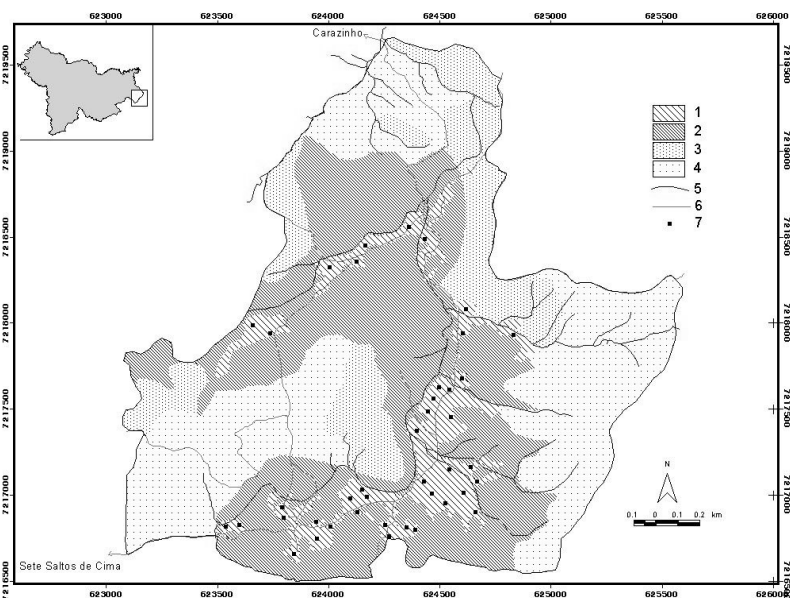 623000 623500 624000 624500 625000 625500 626000
Carazinho
7219500 7219500
1
2
7219000 3 7219000
4
5
6
7218500 7 7218500
7218000 7218000
7217500 7217500
N
7217000 7217000
0.1 0 0.1 0.2 km
Sete Saltos de Cima
7216500 7216500
623000 623500 624000 624500 625000 625500 626000